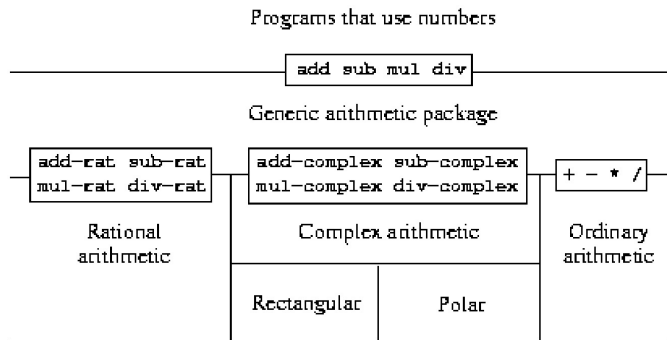 Programs that use numbers
add sub mul div
Generic arithmetic package
add-rat sub-rat
mul-rat div-rat
add-complex sub-complex
mul-complex div-complex
+ - * /
Rational
arithmetic
Complex arithmetic
Ordinary
arithmetic
Rectangular
Polar